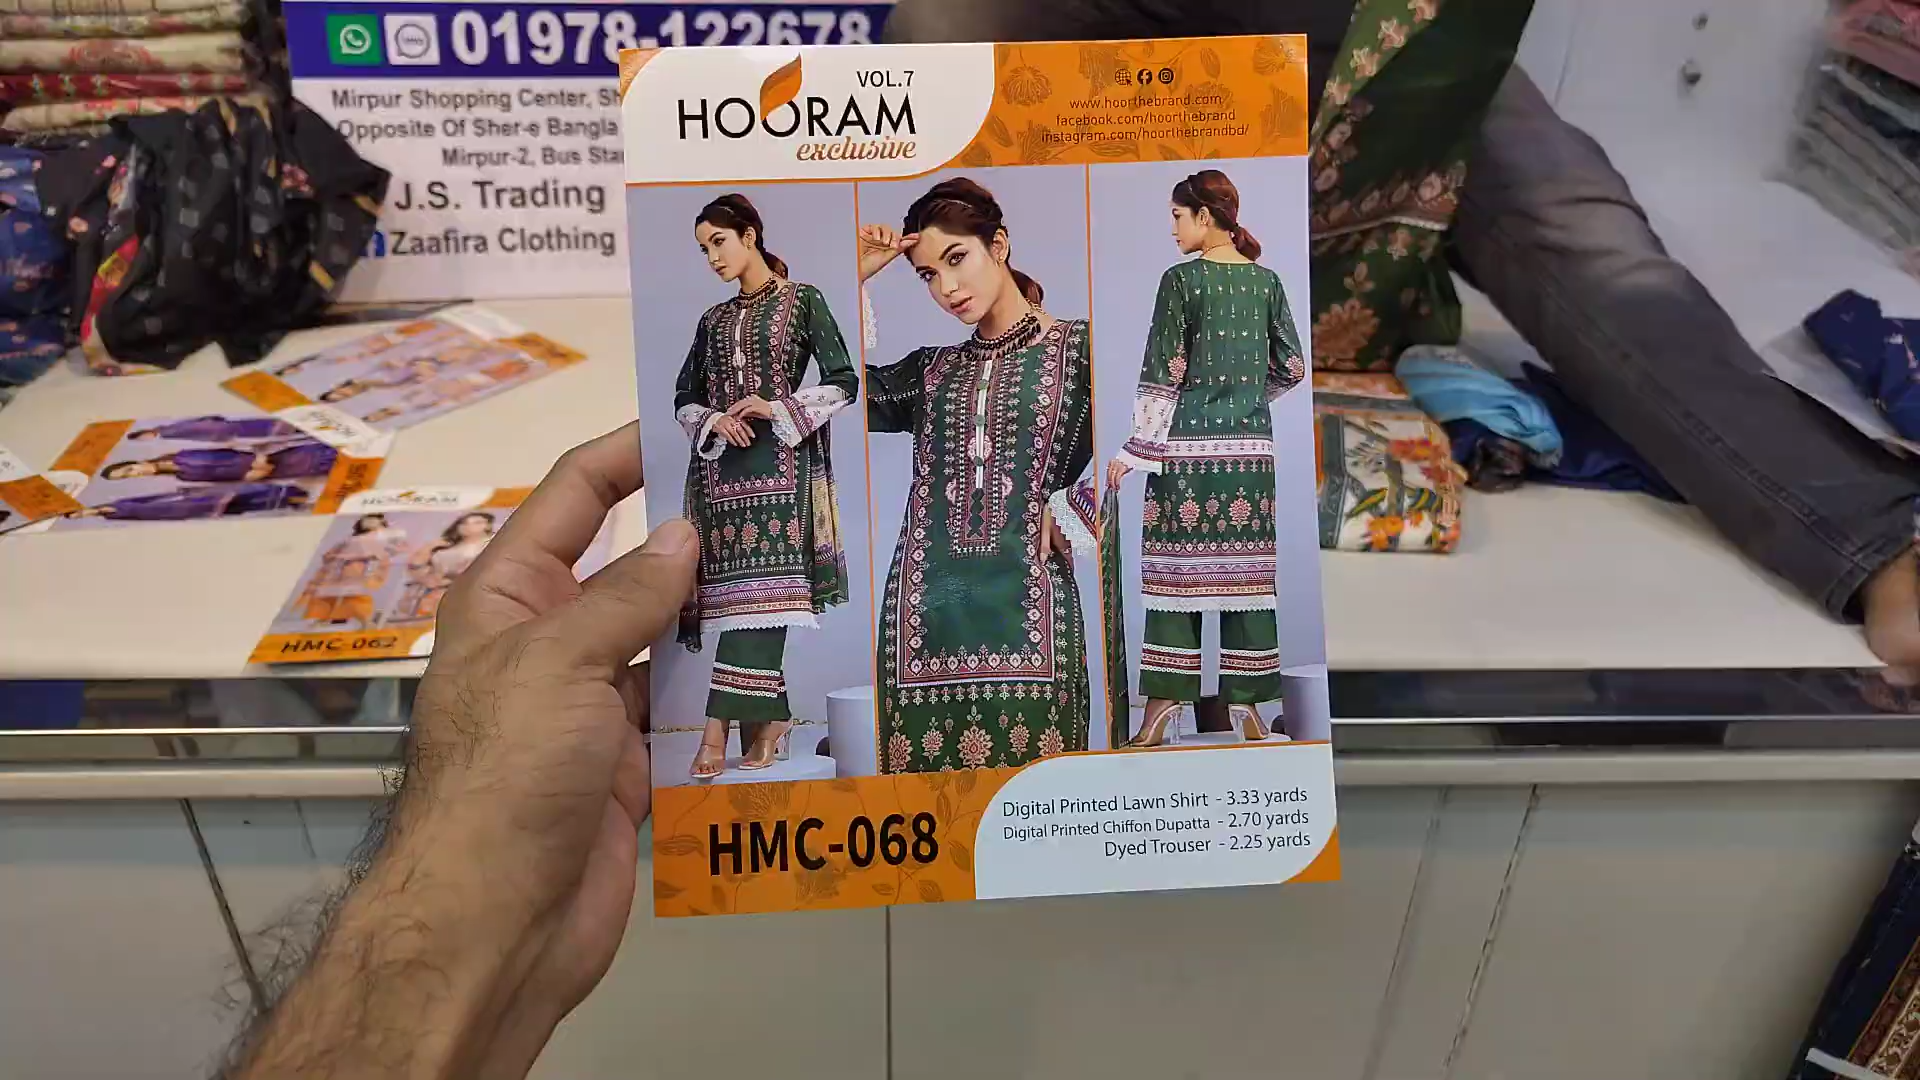 01978-122678
Mirpur Shopping Center, Sh
Opposite Of Sher-e Bangla
Mirpur-2, Bus Sta
J.S. Trading
Zaafira Clothing
VOL.7
HOORAM
exclusive
www.hoorthebrand.com
facebook.com/hoorthebrand
instagram.com/hoorthebrandbd/
HMC-068
Digital Printed Lawn Shirt - 3.33 yards
Digital Printed Chiffon Dupatta - 2.70 yards
Dyed Trouser - 2.25 yards
HOORAM
HMC-062